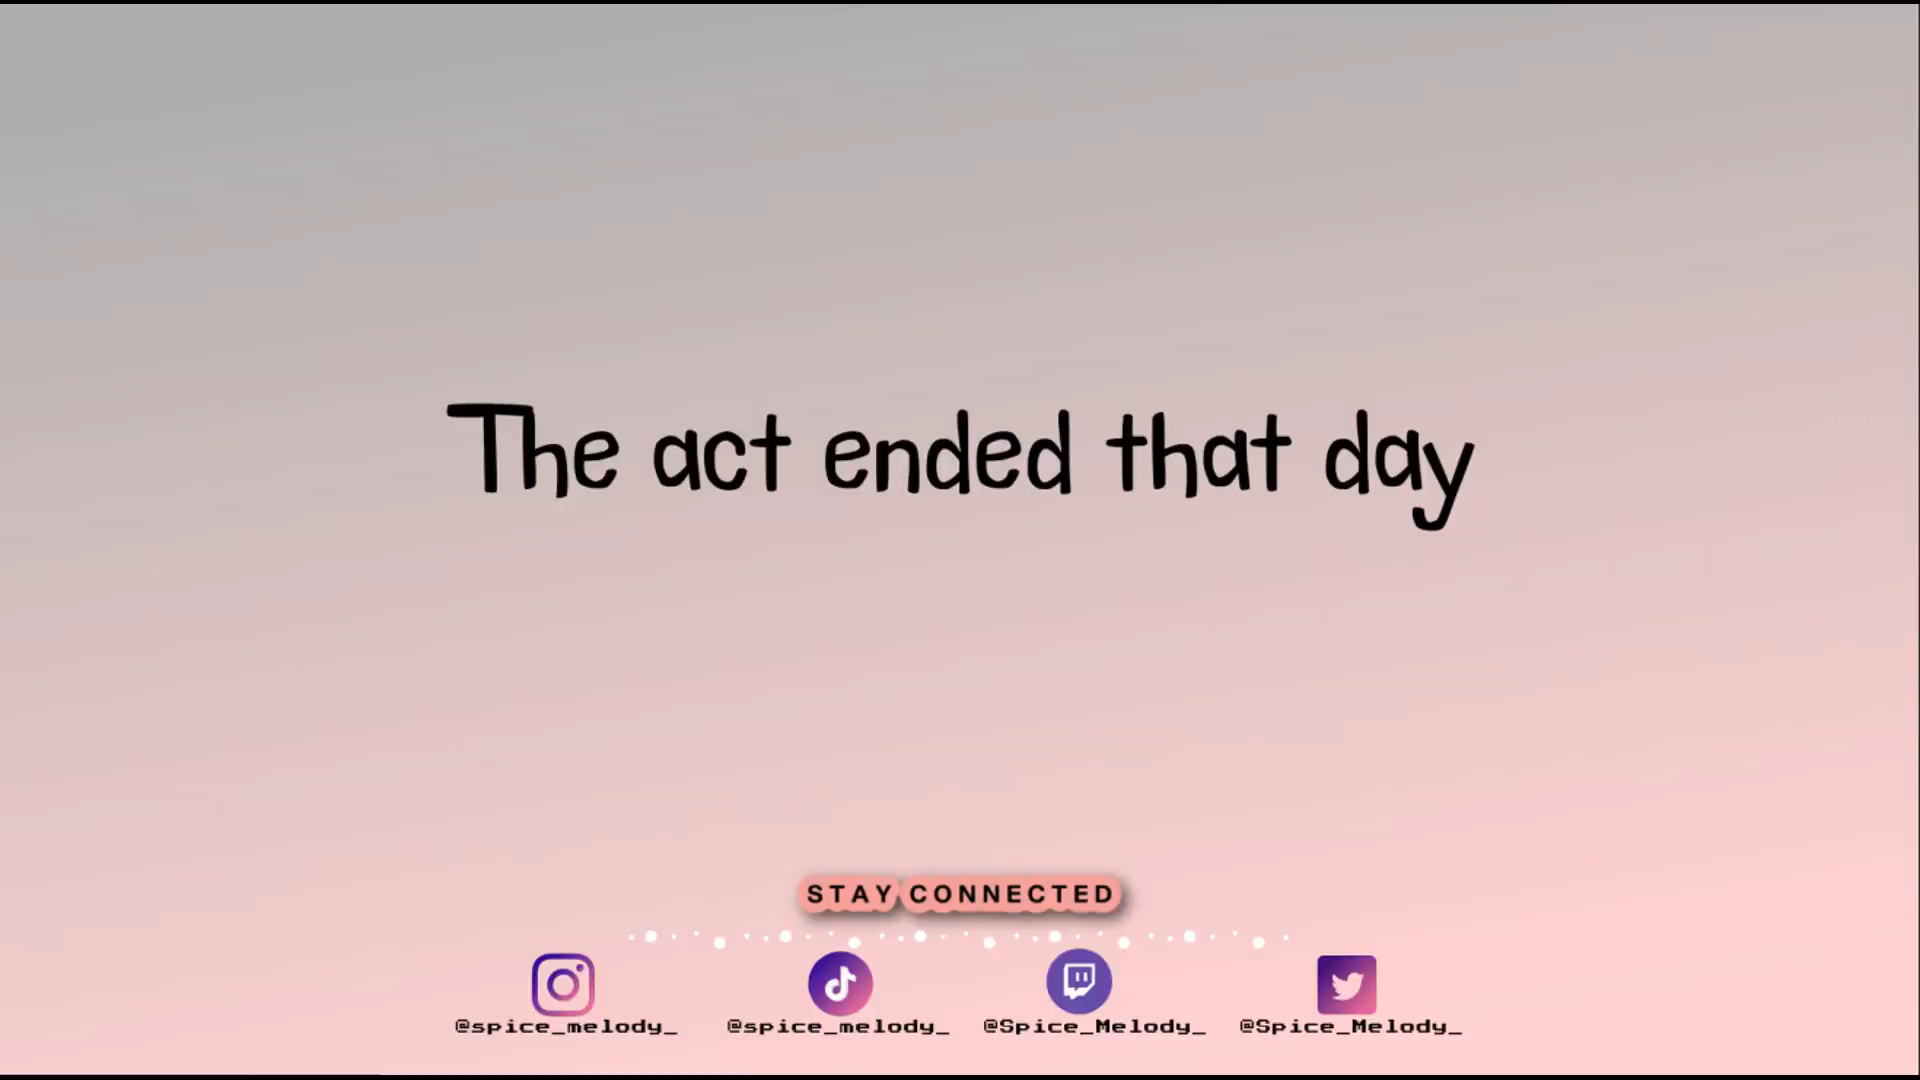 The act ended that day
STAY CONNECTED
@spice_melody_ @spice_melody_ @Spice_Melody_ @Spice_Melody_